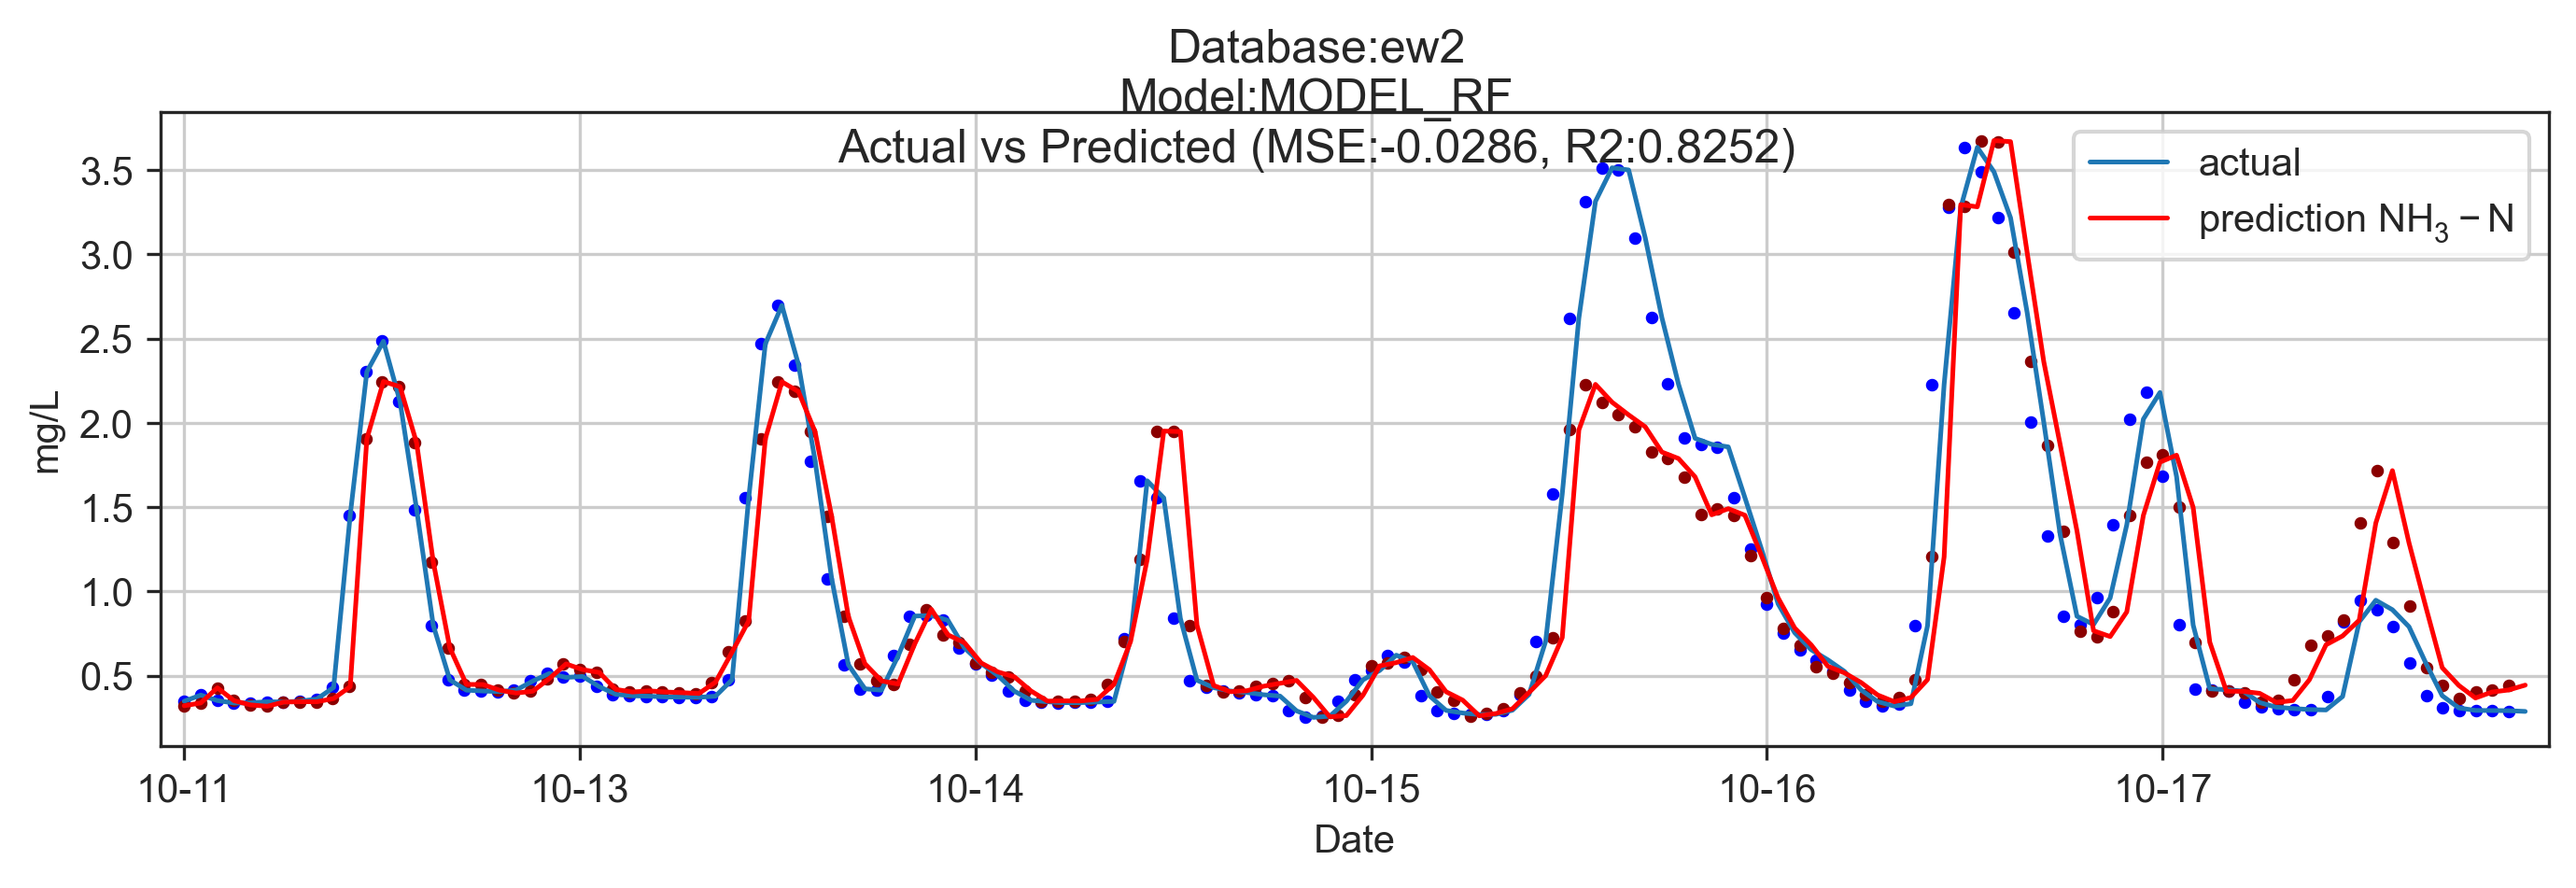 Database:ew2
Model:MODEL_RF
Actual vs Predicted (MSE:-0.0286, R2:0.8252)
actual
prediction NH₃ − N
mg/L
3.5
3.0
2.5
2.0
1.5
1.0
0.5
10-11
10-13
10-14
10-15
10-16
10-17
Date